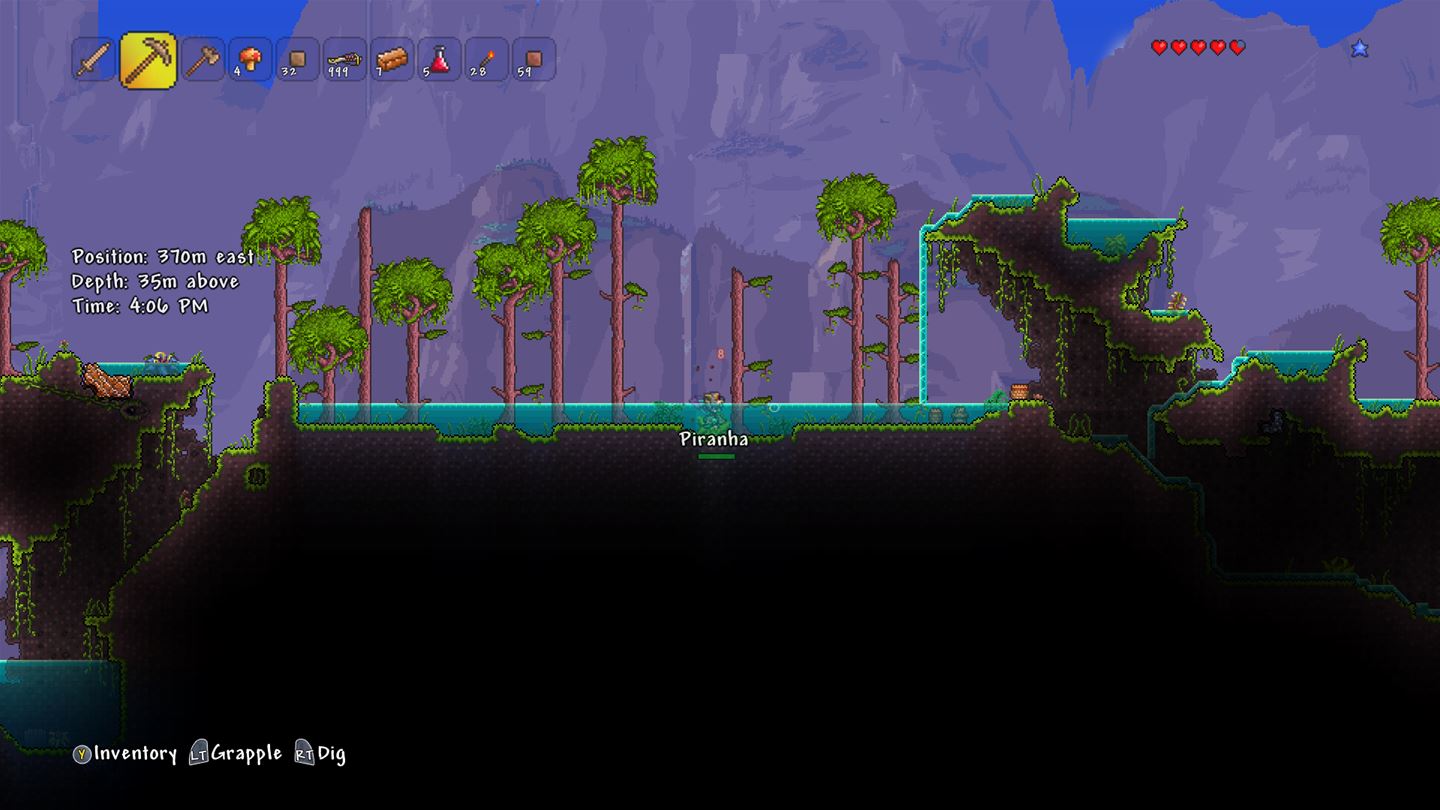 4 32 999 7 5 28 59
Position: 370m east
Depth: 35m above
Time: 4:06 PM
8
Piranha
Y Inventory LT Grapple RT Dig